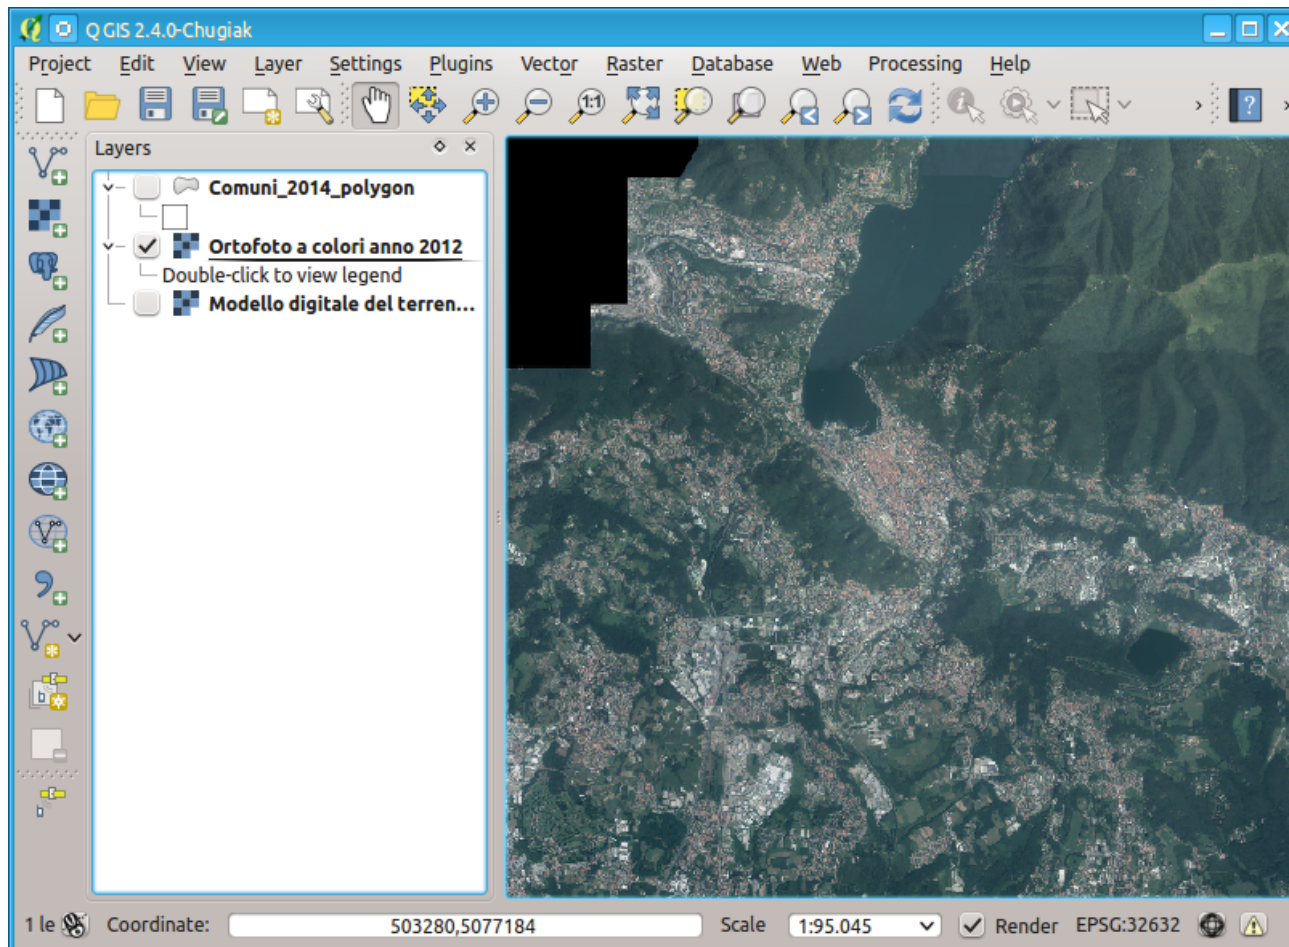 QGIS 2.4.0-Chugiak
Project Edit View Layer Settings Plugins Vector Raster Database Web Processing Help
1:1
?
Layers
Comuni_2014_polygon
Ortofoto a colori anno 2012
Double-click to view legend
Modello digitale del terren...
1 le
Coordinate: 503280,5077184 Scale 1:95.045 Render EPSG:32632